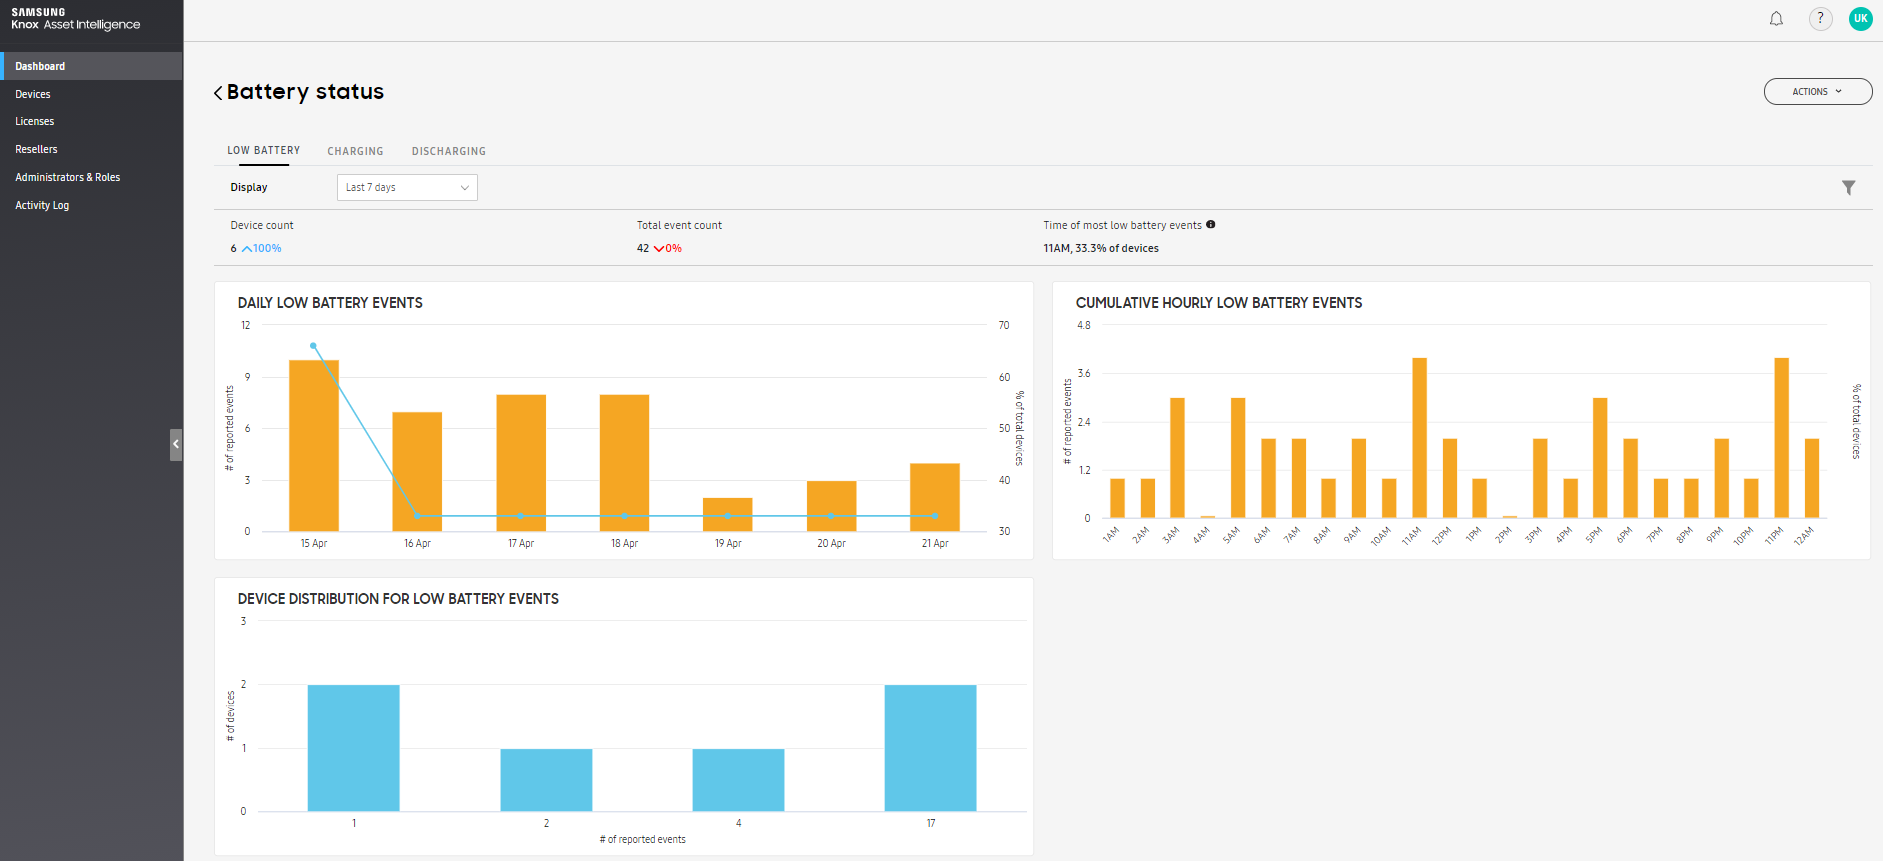 SAMSUNG
Knox Asset Intelligence
?
UK
Dashboard
Devices
Licenses
Resellers
Administrators & Roles
Activity Log
Battery status
ACTIONS
LOW BATTERY CHARGING DISCHARGING
Display Last 7 days
Device count Total event count Time of most low battery events
6 100% 42 0% 11AM, 33.3% of devices
DAILY LOW BATTERY EVENTS
12 70
9 60
6 50
3 40
0 30
# of reported events
% of total devices
15 Apr 16 Apr 17 Apr 18 Apr 19 Apr 20 Apr 21 Apr
CUMULATIVE HOURLY LOW BATTERY EVENTS
4.8
3.6
2.4
1.2
0
# of reported events
% of total devices
1AM 2AM 3AM 4AM 5AM 6AM 7AM 8AM 9AM 10AM 11AM 12PM 1PM 2PM 3PM 4PM 5PM 6PM 7PM 8PM 9PM 10PM 11PM 12AM
DEVICE DISTRIBUTION FOR LOW BATTERY EVENTS
3
2
1
0
# of devices
1 2 4 17
# of reported events